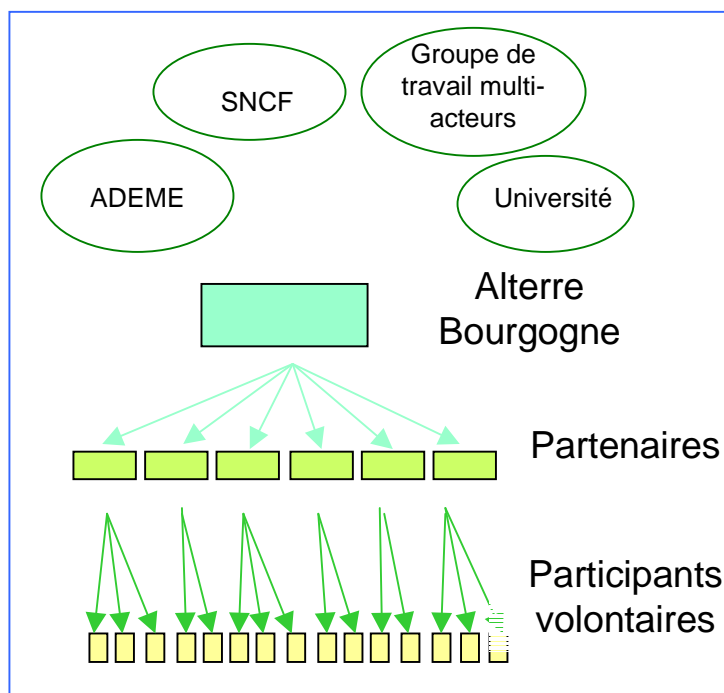 Groupe de
travail multi-
acteurs
SNCF
ADEME
Université
Alterre
Bourgogne
Partenaires
Participants
volontaires